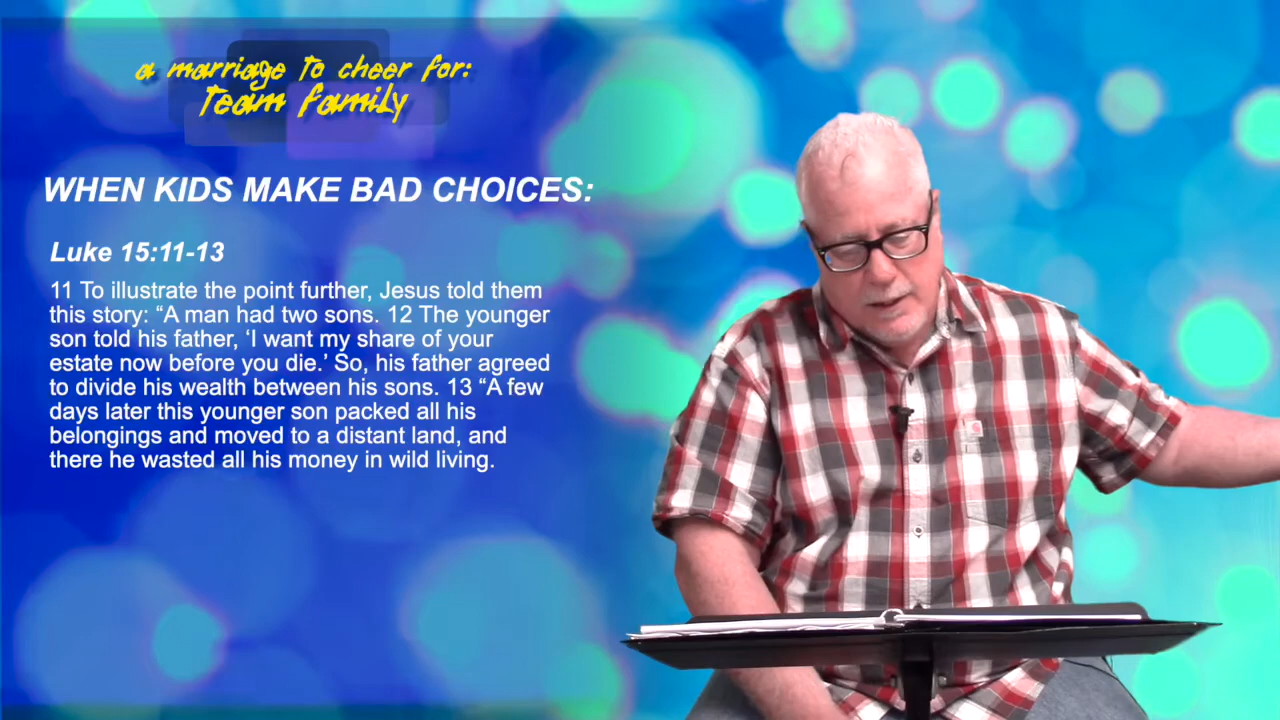 a marriage to cheer for:
Team family
WHEN KIDS MAKE BAD CHOICES:
Luke 15:11-13
11 To illustrate the point further, Jesus told them
this story: “A man had two sons. 12 The younger
son told his father, ‘I want my share of your
estate now before you die.’ So, his father agreed
to divide his wealth between his sons. 13 “A few
days later this younger son packed all his
belongings and moved to a distant land, and
there he wasted all his money in wild living.